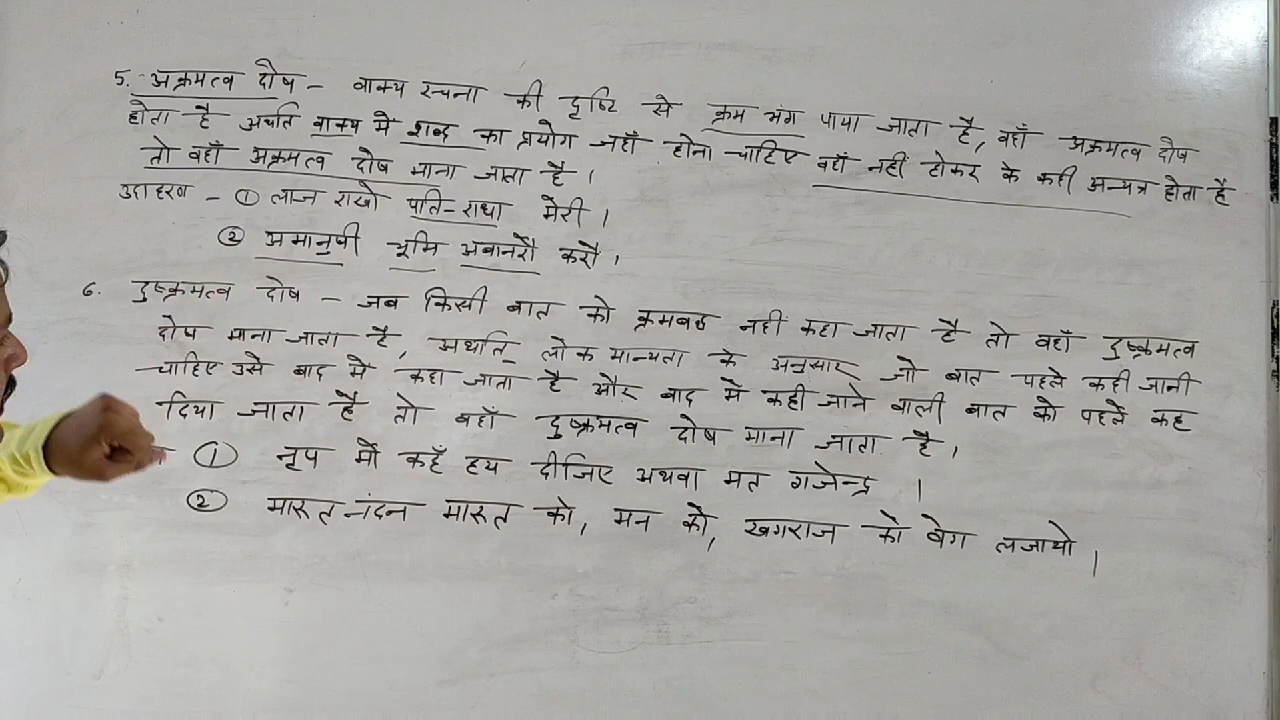 5. अक्रमत्व दोष - वाक्य रचना की दृष्टि से क्रम भंग पाया जाता है, वहाँ अक्रमत्व दोष
होता है अर्थात वाक्य में शब्द का प्रयोग जहाँ होना चाहिए वहाँ नहीं होकर के कही अन्यत्र होता है
तो वहाँ अक्रमत्व दोष माना जाता है।
उदाहरण - ① लाज राखो पति-राधा मेरी।
② अमानुषी भूमि अबानरौ करौ।
6. दुष्क्रमत्व दोष - जब किसी बात को क्रमबद्ध नहीं कहा जाता है तो वहाँ दुष्क्रमत्व
दोष माना जाता है, अर्थात लोक मान्यता के अनुसार जो बात पहले कही जानी
चाहिए उसे बाद में कहा जाता है और बाद में कही जाने वाली बात को पहले कह
दिया जाता है तो वहाँ दुष्क्रमत्व दोष माना जाता है।
① नृप मों कहँ हय दीजिए अथवा मत गजेन्द्र।
② मारूत नंदन मारूत को, मन को, खगराज को वेग लजायो।